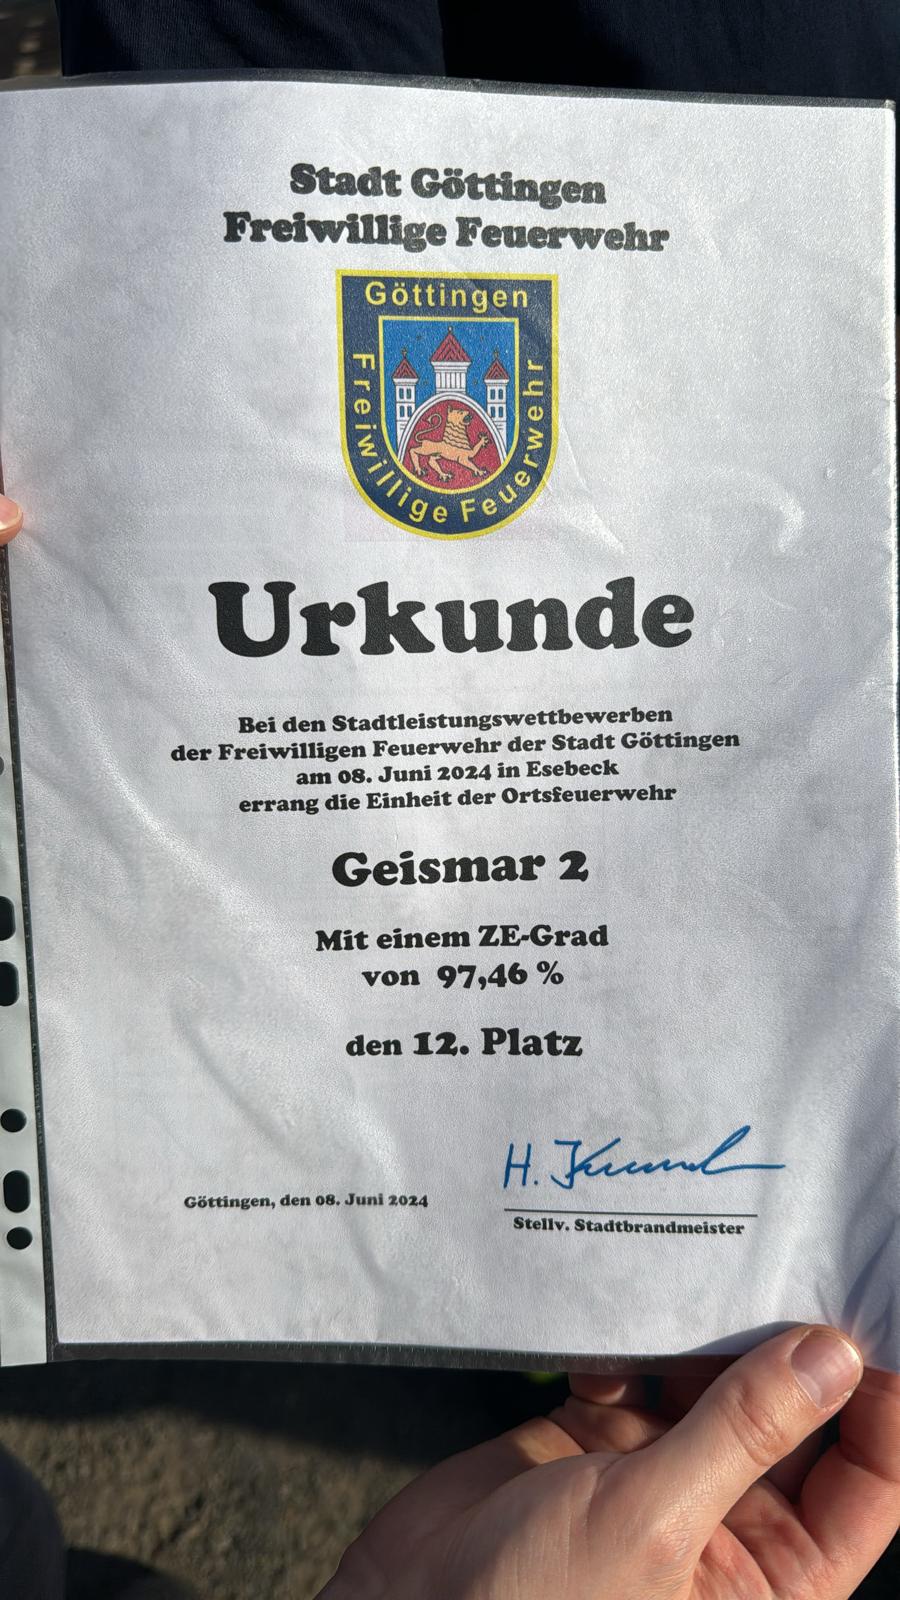 Stadt Göttingen
Freiwillige Feuerwehr
Göttingen
Freiwillige Feuerwehr
Urkunde
Bei den Stadtleistungswettbewerben
der Freiwilligen Feuerwehr der Stadt Göttingen
am 08. Juni 2024 in Esebeck
errang die Einheit der Ortsfeuerwehr
Geismar 2
Mit einem ZE-Grad
von 97,46 %
den 12. Platz
H.
Göttingen, den 08. Juni 2024
Stellv. Stadtbrandmeister